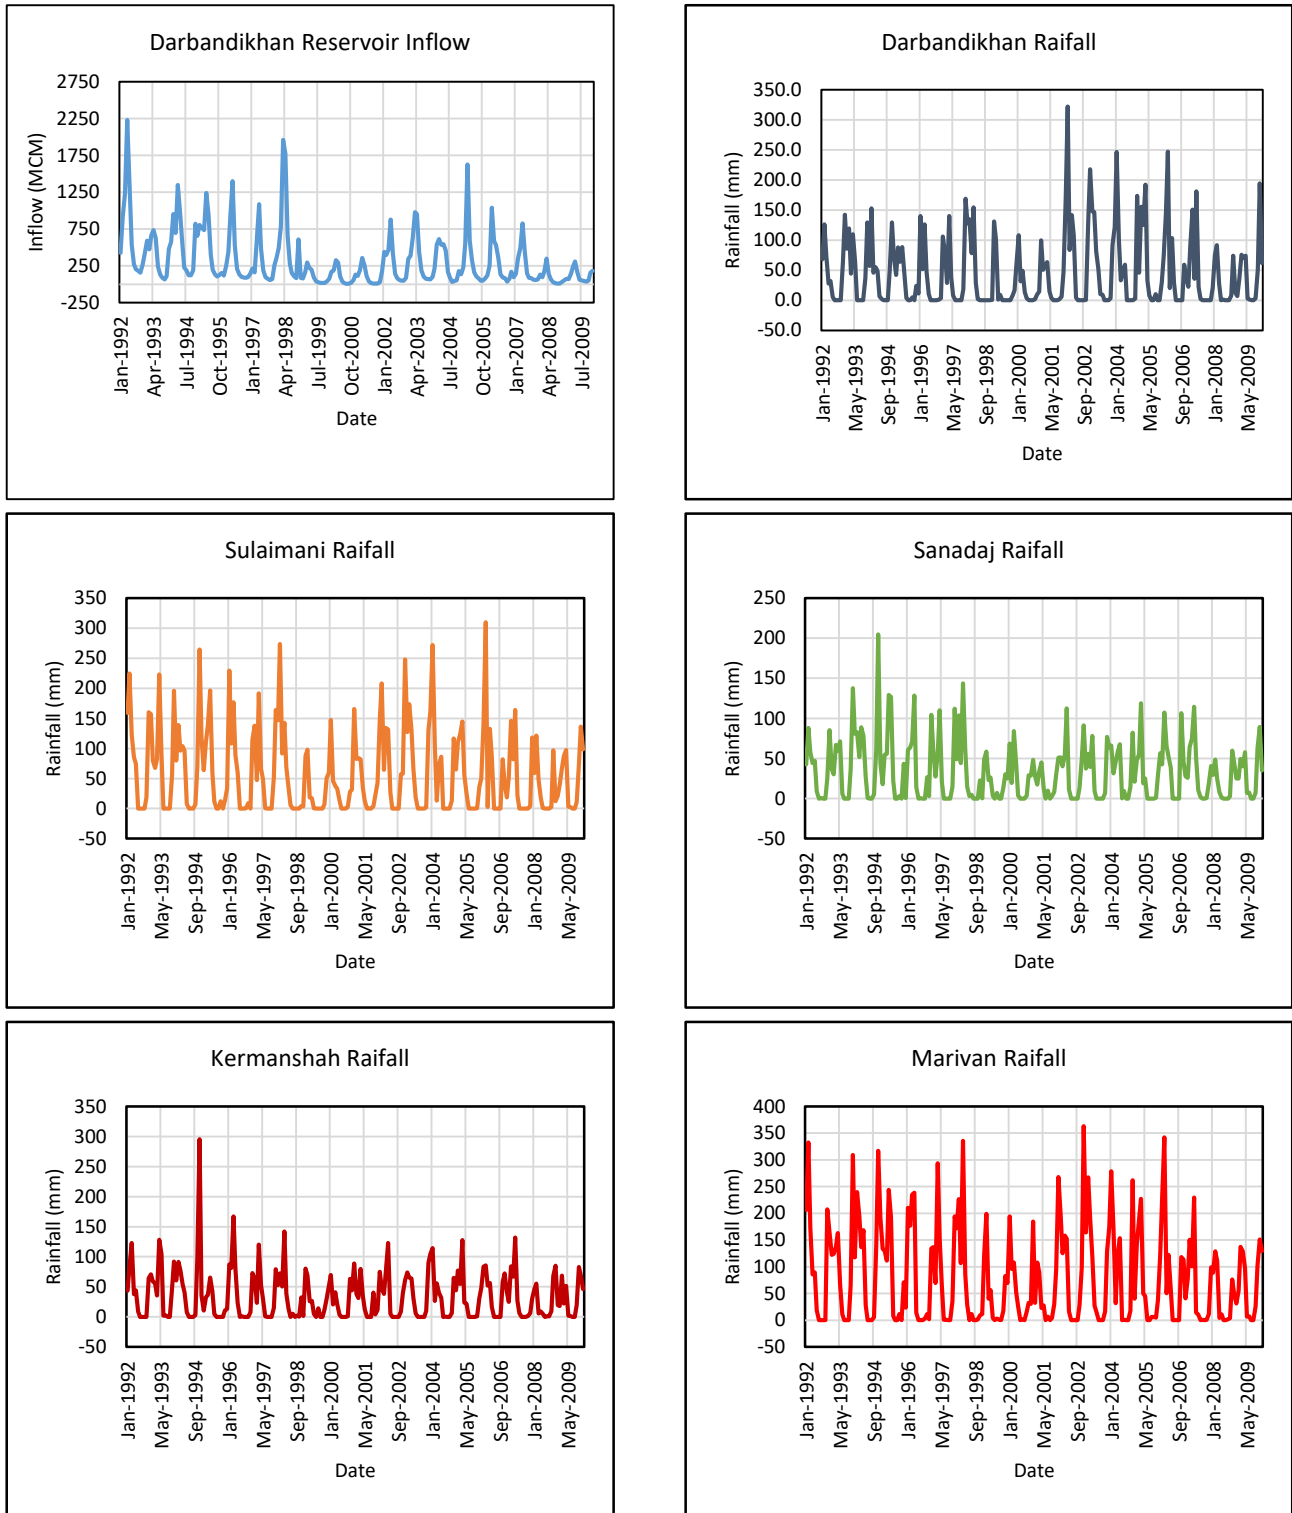 Darbandikhan Reservoir Inflow
2750
2250
1750
1250
750
250
-250
Inflow (MCM)
Jan-1992
Apr-1993
Jul-1994
Oct-1995
Jan-1997
Apr-1998
Jul-1999
Oct-2000
Jan-2002
Apr-2003
Jul-2004
Oct-2005
Jan-2007
Apr-2008
Jul-2009
Date
Darbandikhan Raifall
350.0
300.0
250.0
200.0
150.0
100.0
50.0
0.0
-50.0
Rainfall (mm)
Jan-1992
May-1993
Sep-1994
Jan-1996
May-1997
Sep-1998
Jan-2000
May-2001
Sep-2002
Jan-2004
May-2005
Sep-2006
Jan-2008
May-2009
Date
Sulaimani Raifall
350
300
250
200
150
100
50
0
-50
Rainfall (mm)
Jan-1992
May-1993
Sep-1994
Jan-1996
May-1997
Sep-1998
Jan-2000
May-2001
Sep-2002
Jan-2004
May-2005
Sep-2006
Jan-2008
May-2009
Date
Sanadaj Raifall
250
200
150
100
50
0
-50
Rainfall (mm)
Jan-1992
May-1993
Sep-1994
Jan-1996
May-1997
Sep-1998
Jan-2000
May-2001
Sep-2002
Jan-2004
May-2005
Sep-2006
Jan-2008
May-2009
Date
Kermanshah Raifall
350
300
250
200
150
100
50
0
-50
Rainfall (mm)
Jan-1992
May-1993
Sep-1994
Jan-1996
May-1997
Sep-1998
Jan-2000
May-2001
Sep-2002
Jan-2004
May-2005
Sep-2006
Jan-2008
May-2009
Date
Marivan Raifall
400
350
300
250
200
150
100
50
0
-50
Rainfall (mm)
Jan-1992
May-1993
Sep-1994
Jan-1996
May-1997
Sep-1998
Jan-2000
May-2001
Sep-2002
Jan-2004
May-2005
Sep-2006
Jan-2008
May-2009
Date